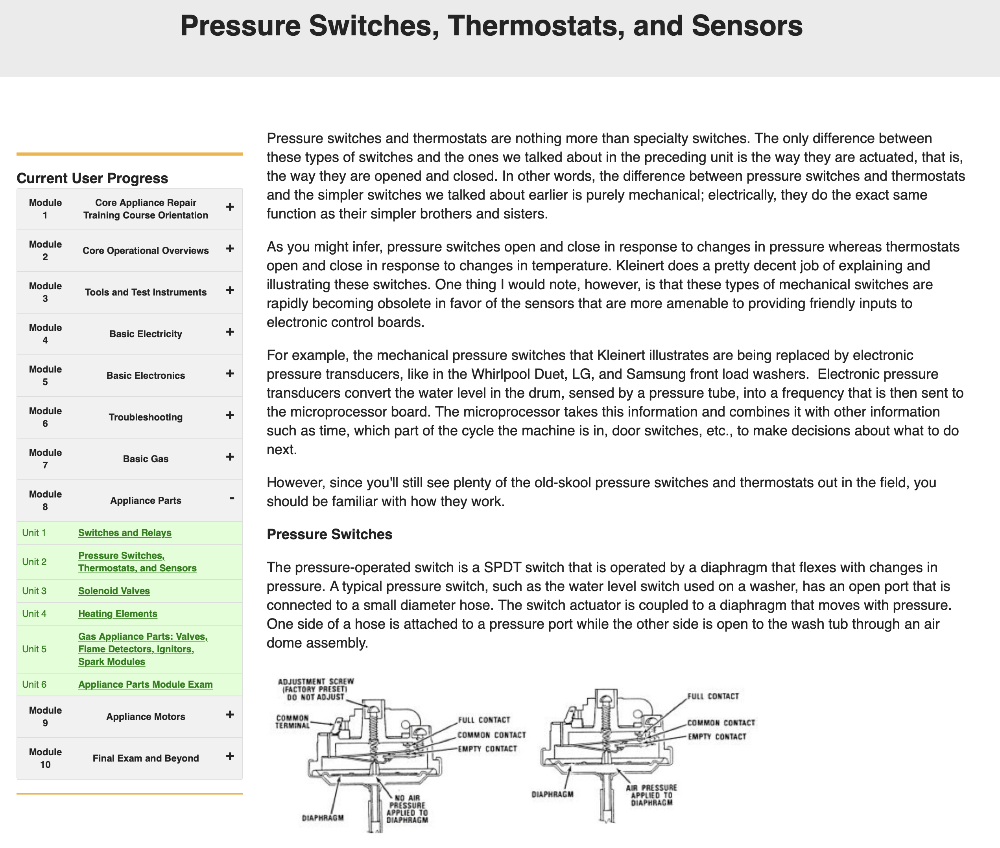 Pressure Switches, Thermostats, and Sensors
Current User Progress
Module
1
Core Appliance Repair
Training Course Orientation
+
Module
2
Core Operational Overviews
+
Module
3
Tools and Test Instruments
+
Module
4
Basic Electricity
+
Module
5
Basic Electronics
+
Module
6
Troubleshooting
+
Module
7
Basic Gas
+
Module
8
Appliance Parts
-
Unit 1
Switches and Relays
Unit 2
Pressure Switches,
Thermostats, and Sensors
Unit 3
Solenoid Valves
Unit 4
Heating Elements
Unit 5
Gas Appliance Parts: Valves,
Flame Detectors, Ignitors,
Spark Modules
Unit 6
Appliance Parts Module Exam
Module
9
Appliance Motors
+
Module
10
Final Exam and Beyond
+
Pressure switches and thermostats are nothing more than specialty switches. The only difference between
these types of switches and the ones we talked about in the preceding unit is the way they are actuated, that is,
the way they are opened and closed. In other words, the difference between pressure switches and thermostats
and the simpler switches we talked about earlier is purely mechanical; electrically, they do the exact same
function as their simpler brothers and sisters.
As you might infer, pressure switches open and close in response to changes in pressure whereas thermostats
open and close in response to changes in temperature. Kleinert does a pretty decent job of explaining and
illustrating these switches. One thing I would note, however, is that these types of mechanical switches are
rapidly becoming obsolete in favor of the sensors that are more amenable to providing friendly inputs to
electronic control boards.
For example, the mechanical pressure switches that Kleinert illustrates are being replaced by electronic
pressure transducers, like in the Whirlpool Duet, LG, and Samsung front load washers.  Electronic pressure
transducers convert the water level in the drum, sensed by a pressure tube, into a frequency that is then sent to
the microprocessor board. The microprocessor takes this information and combines it with other information
such as time, which part of the cycle the machine is in, door switches, etc., to make decisions about what to do
next.
However, since you'll still see plenty of the old-skool pressure switches and thermostats out in the field, you
should be familiar with how they work.
Pressure Switches
The pressure-operated switch is a SPDT switch that is operated by a diaphragm that flexes with changes in
pressure. A typical pressure switch, such as the water level switch used on a washer, has an open port that is
connected to a small diameter hose. The switch actuator is coupled to a diaphragm that moves with pressure.
One side of a hose is attached to a pressure port while the other side is open to the wash tub through an air
dome assembly.
ADJUSTMENT SCREW
(FACTORY PRESET)
DO NOT ADJUST
COMMON
TERMINAL
FULL CONTACT
COMMON CONTACT
EMPTY CONTACT
NO AIR
PRESSURE
APPLIED TO
DIAPHRAGM
DIAPHRAGM
FULL CONTACT
COMMON CONTACT
EMPTY CONTACT
AIR PRESSURE
APPLIED TO
DIAPHRAGM
DIAPHRAGM